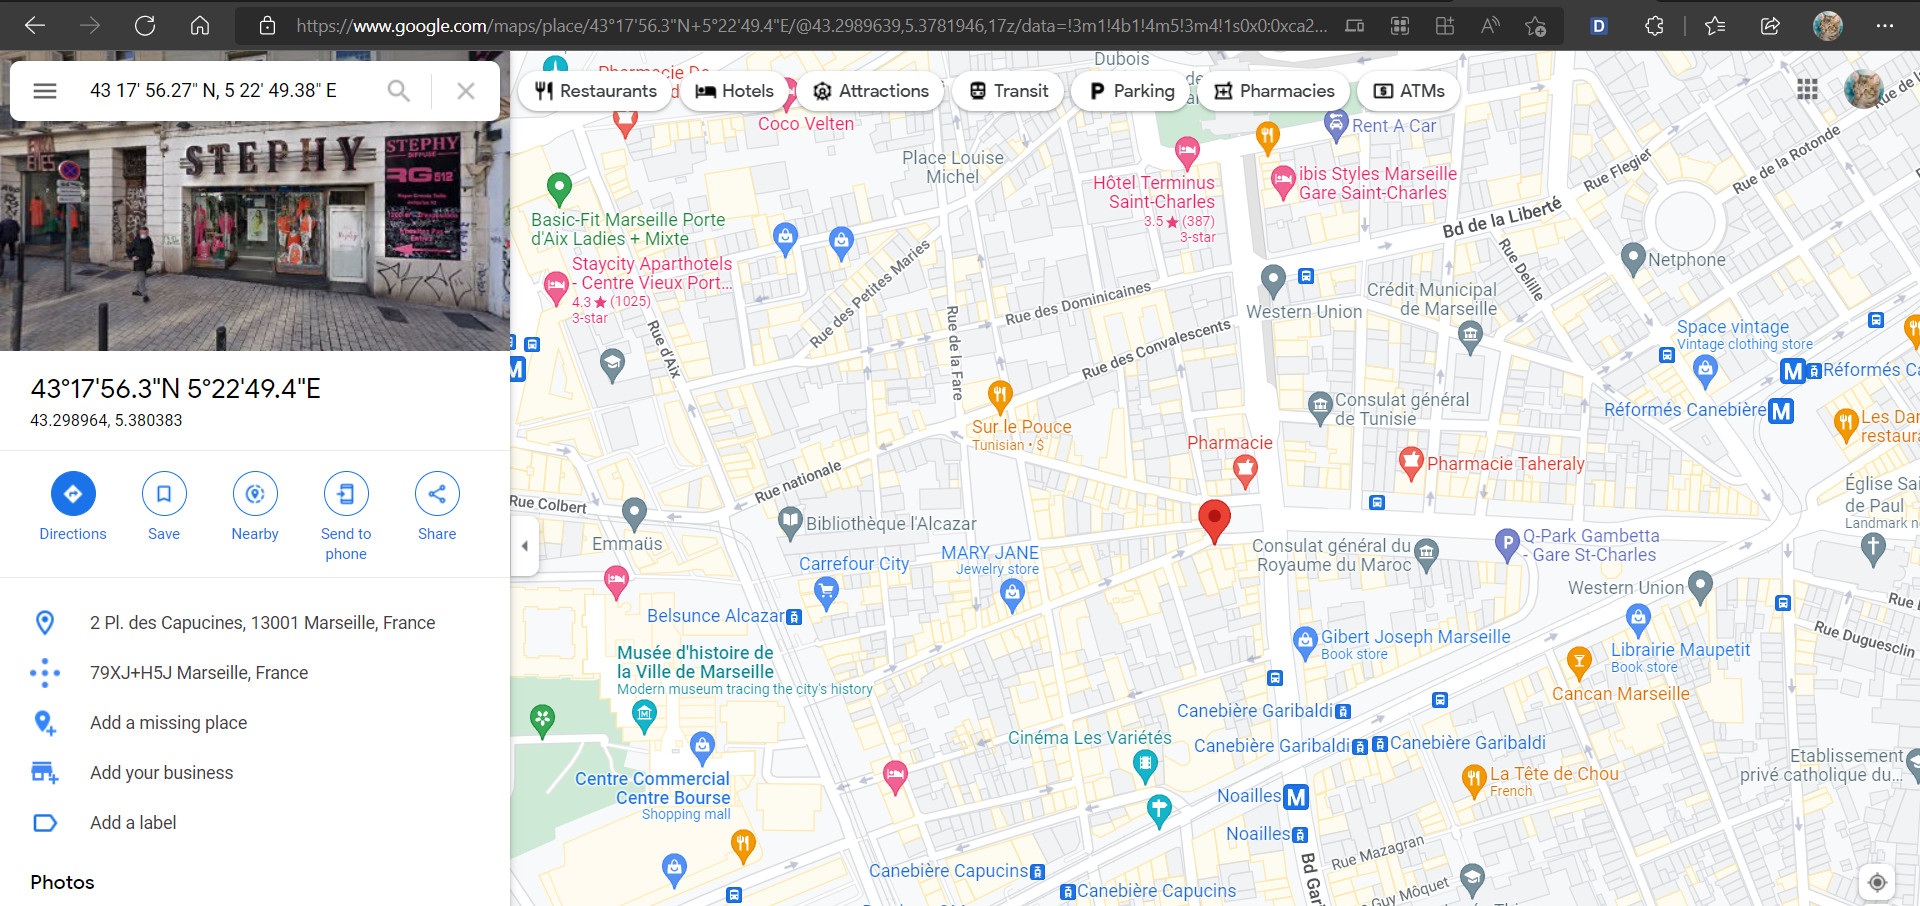 https://www.google.com/maps/place/43°17'56.3"N+5°22'49.4"E/@43.2989639,5.3781946,17z/data=!3m1!4b1!4m5!3m4!1s0x0:0xca2...
43 17' 56.27" N, 5 22' 49.38" E
STEPHY
STEPHY
DIFFUSION
RG512
43°17'56.3"N 5°22'49.4"E
43.298964, 5.380383
Directions
Save
Nearby
Send to
phone
Share
2 Pl. des Capucines, 13001 Marseille, France
79XJ+H5J Marseille, France
Add a missing place
Add your business
Add a label
Photos
Restaurants
Hotels
Attractions
Transit
Parking
Pharmacies
ATMs
Dubois
Pharmacie De
Coco Velten
Rent A Car
Place Louise
Michel
Hôtel Terminus
Saint-Charles
3.5 ★ (387)
3-star
ibis Styles Marseille
Gare Saint-Charles
Rue Flegier
Rue de la Rotonde
Bd de la Liberté
Basic-Fit Marseille Porte
d'Aix Ladies + Mixte
Staycity Aparthotels
- Centre Vieux Port...
4.3 ★ (1025)
3-star
Rue des Petites Maries
Rue d'Aix
Rue de la Fare
Rue des Dominicaines
Rue des Convalescents
Rue Delille
Netphone
Western Union
Crédit Municipal
de Marseille
Space vintage
Vintage clothing store
M
M
Réformés Ca
Réformés Canebière
M
Consulat général
de Tunisie
Les Dar
restaura
Sur le Pouce
Tunisian • $
Pharmacie
Pharmacie Taheraly
Rue nationale
Rue Colbert
Église Sai
de Paul
Landmark n
Emmaüs
Bibliothèque l'Alcazar
MARY JANE
Jewelry store
Carrefour City
Consulat général du
Royaume du Maroc
P
Q-Park Gambetta
- Gare St-Charles
Western Union
Belsunce Alcazar
Gibert Joseph Marseille
Book store
Librairie Maupetit
Book store
Rue Duguesclin
Musée d'histoire de
la Ville de Marseille
Modern museum tracing the city's history
Cancan Marseille
Canebière Garibaldi
Canebière Garibaldi
Canebière Garibaldi
Cinéma Les Variétés
Centre Commercial
Centre Bourse
Shopping mall
Noailles
M
Noailles
La Tête de Chou
French
Etablissement
privé catholique du...
Rue Mazagran
Guy Môquet
Bd Gar
Canebière Capucins
Canebière Capucins